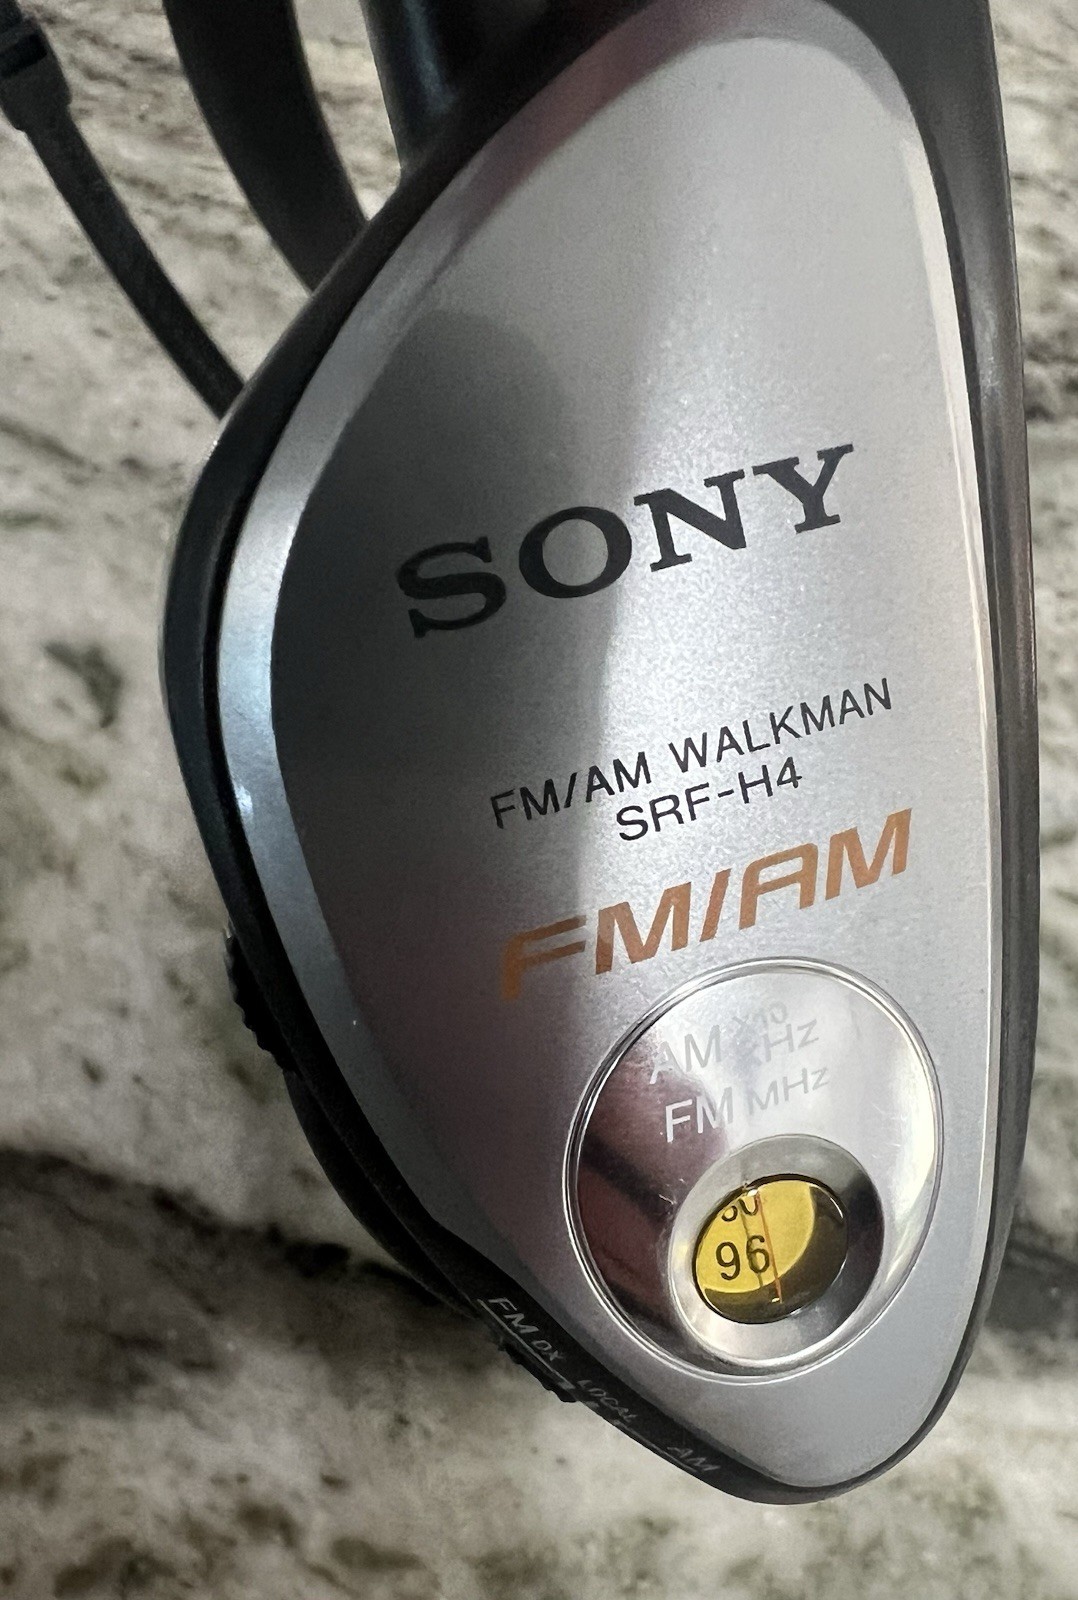 SONY
FM/AM WALKMAN
SRF-H4
FM/AM
AM x10 kHz
FM MHz
96
FM DX
LOCAL
AM